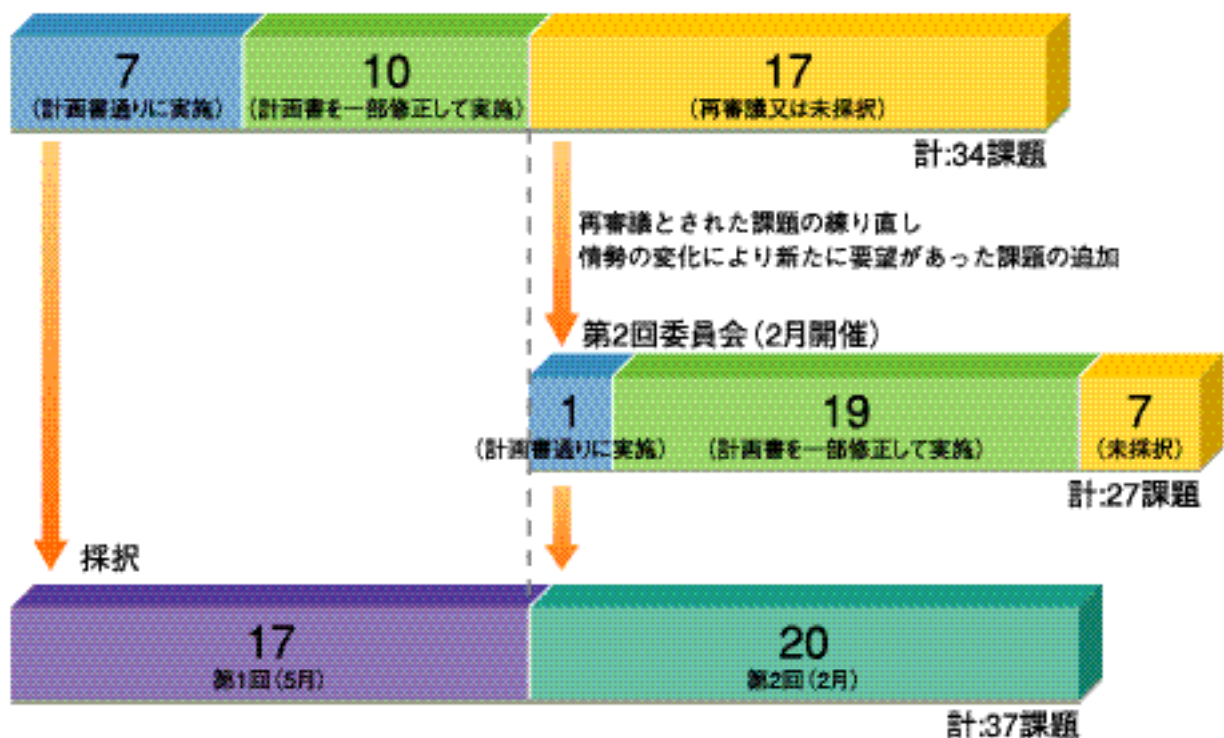 7
(計画書通りに実施)
10
(計画書を一部修正して実施)
17
(再審議又は未採択)
計:34課題
再審議とされた課題の練り直し
情勢の変化により新たに要望があった課題の追加
第2回委員会(2月開催)
1
(計画書通りに実施)
19
(計画書を一部修正して実施)
7
(未採択)
計:27課題
採択
17
第1回(5月)
20
第2回(2月)
計:37課題